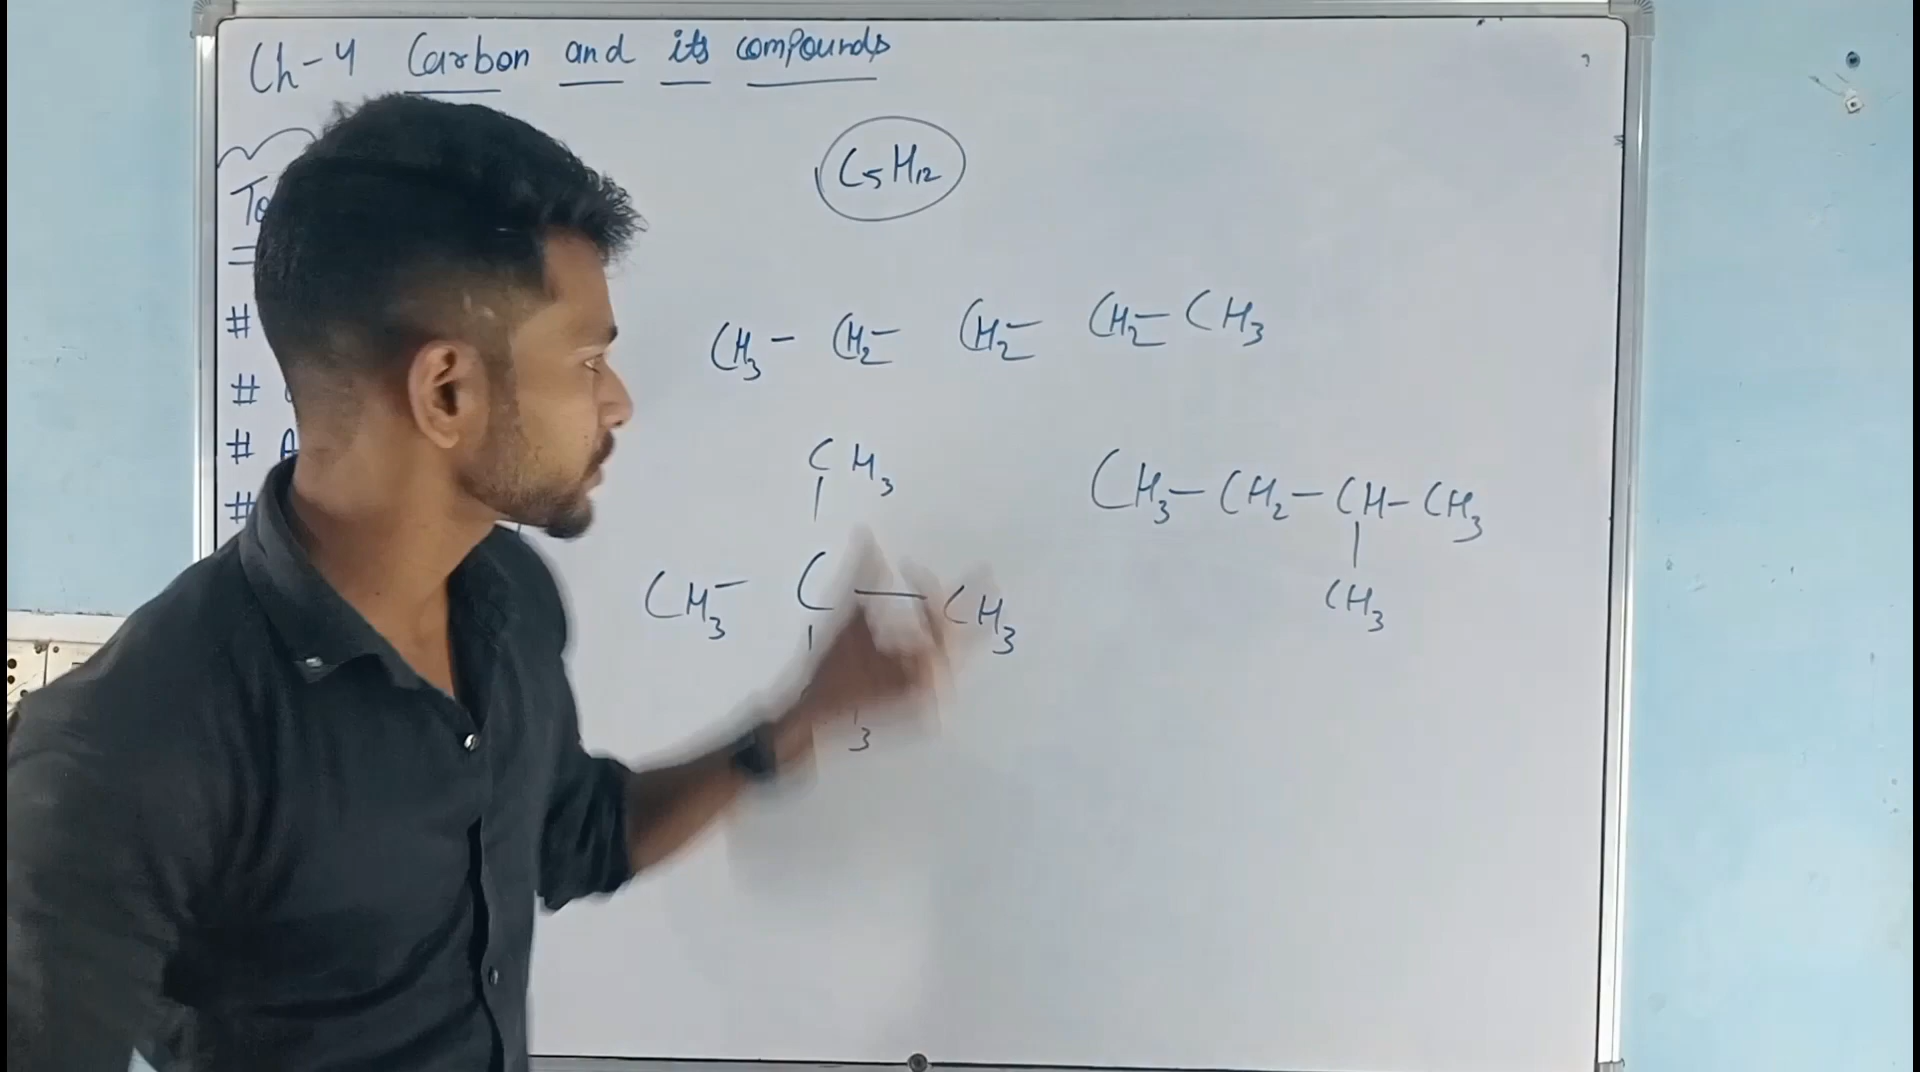 Ch-4 Carbon and its compounds
C5H12
#
CH3 - CH2 - CH2 - CH2 - CH3
#
# A
CH3
CH3 - CH2 - CH - CH3
#
CH3 - C - CH3
CH3
3